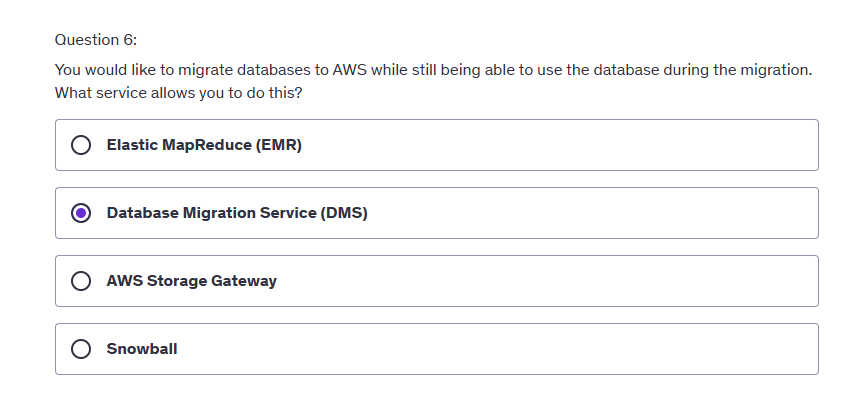 Question 6:
You would like to migrate databases to AWS while still being able to use the database during the migration.
What service allows you to do this?
Elastic MapReduce (EMR)
Database Migration Service (DMS)
AWS Storage Gateway
Snowball